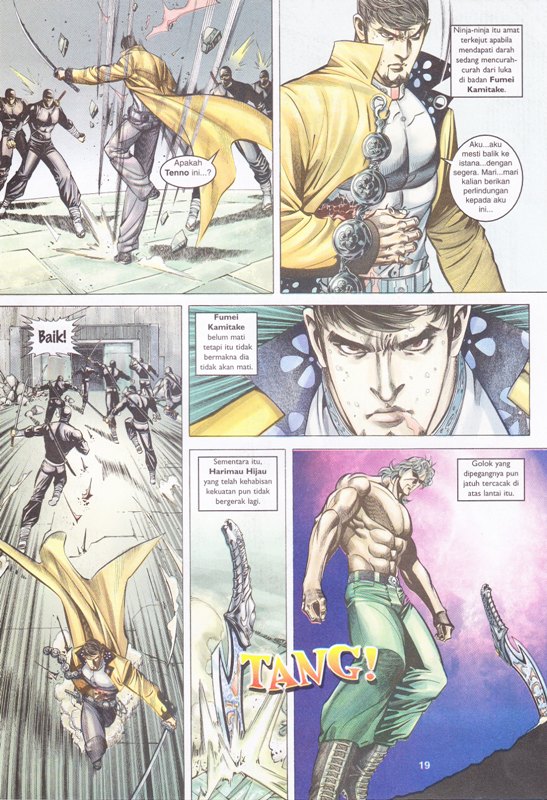 Apakah
Tenno ini...?
Ninja-ninja itu amat
terkejut apabila
mendapati darah
sedang mencurah-
curah dari luka
di badan Fumei
Kamitake.
Aku...aku
mesti balik ke
istana...dengan
segera. Mari...mari
kalian berikan
perlindungan
kepada aku
ini...
Baik!
Fumei
Kamitake
belum mati
tetapi itu tidak
bermakna dia
tidak akan mati.
Sementara itu,
Harimau Hijau
yang telah kehabisan
kekuatan pun tidak
bergerak lagi.
Golok yang
dipegangnya pun
jatuh tercacak di
atas lantai itu.
TANG!
19